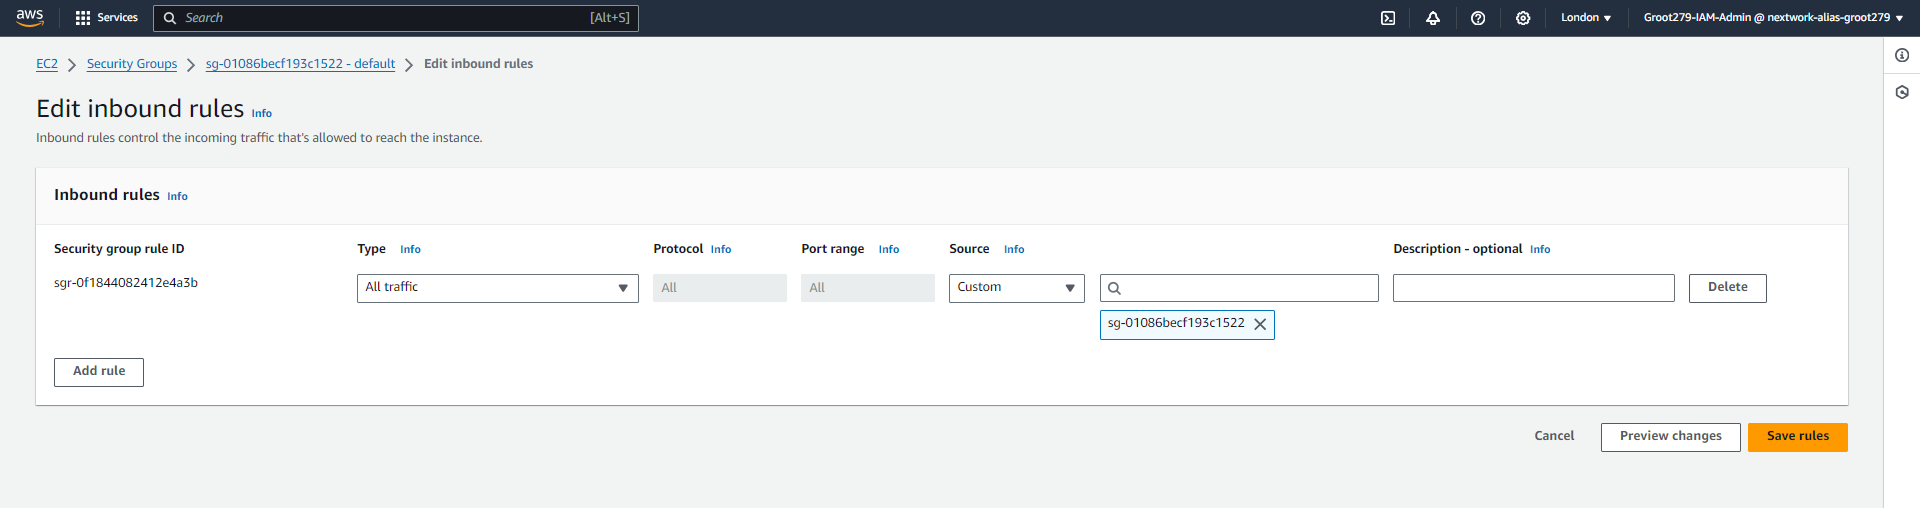 aws Services Search [Alt+S] London Groot279-IAM-Admin @ nextwork-alias-groot279
EC2 Security Groups sg-01086becf193c1522 - default Edit inbound rules
Edit inbound rules Info
Inbound rules control the incoming traffic that's allowed to reach the instance.
Inbound rules Info
Security group rule ID Type Info Protocol Info Port range Info Source Info Description - optional Info
sgr-0f1844082412e4a3b All traffic All All Custom Delete
sg-01086becf193c1522
Add rule
Cancel Preview changes Save rules